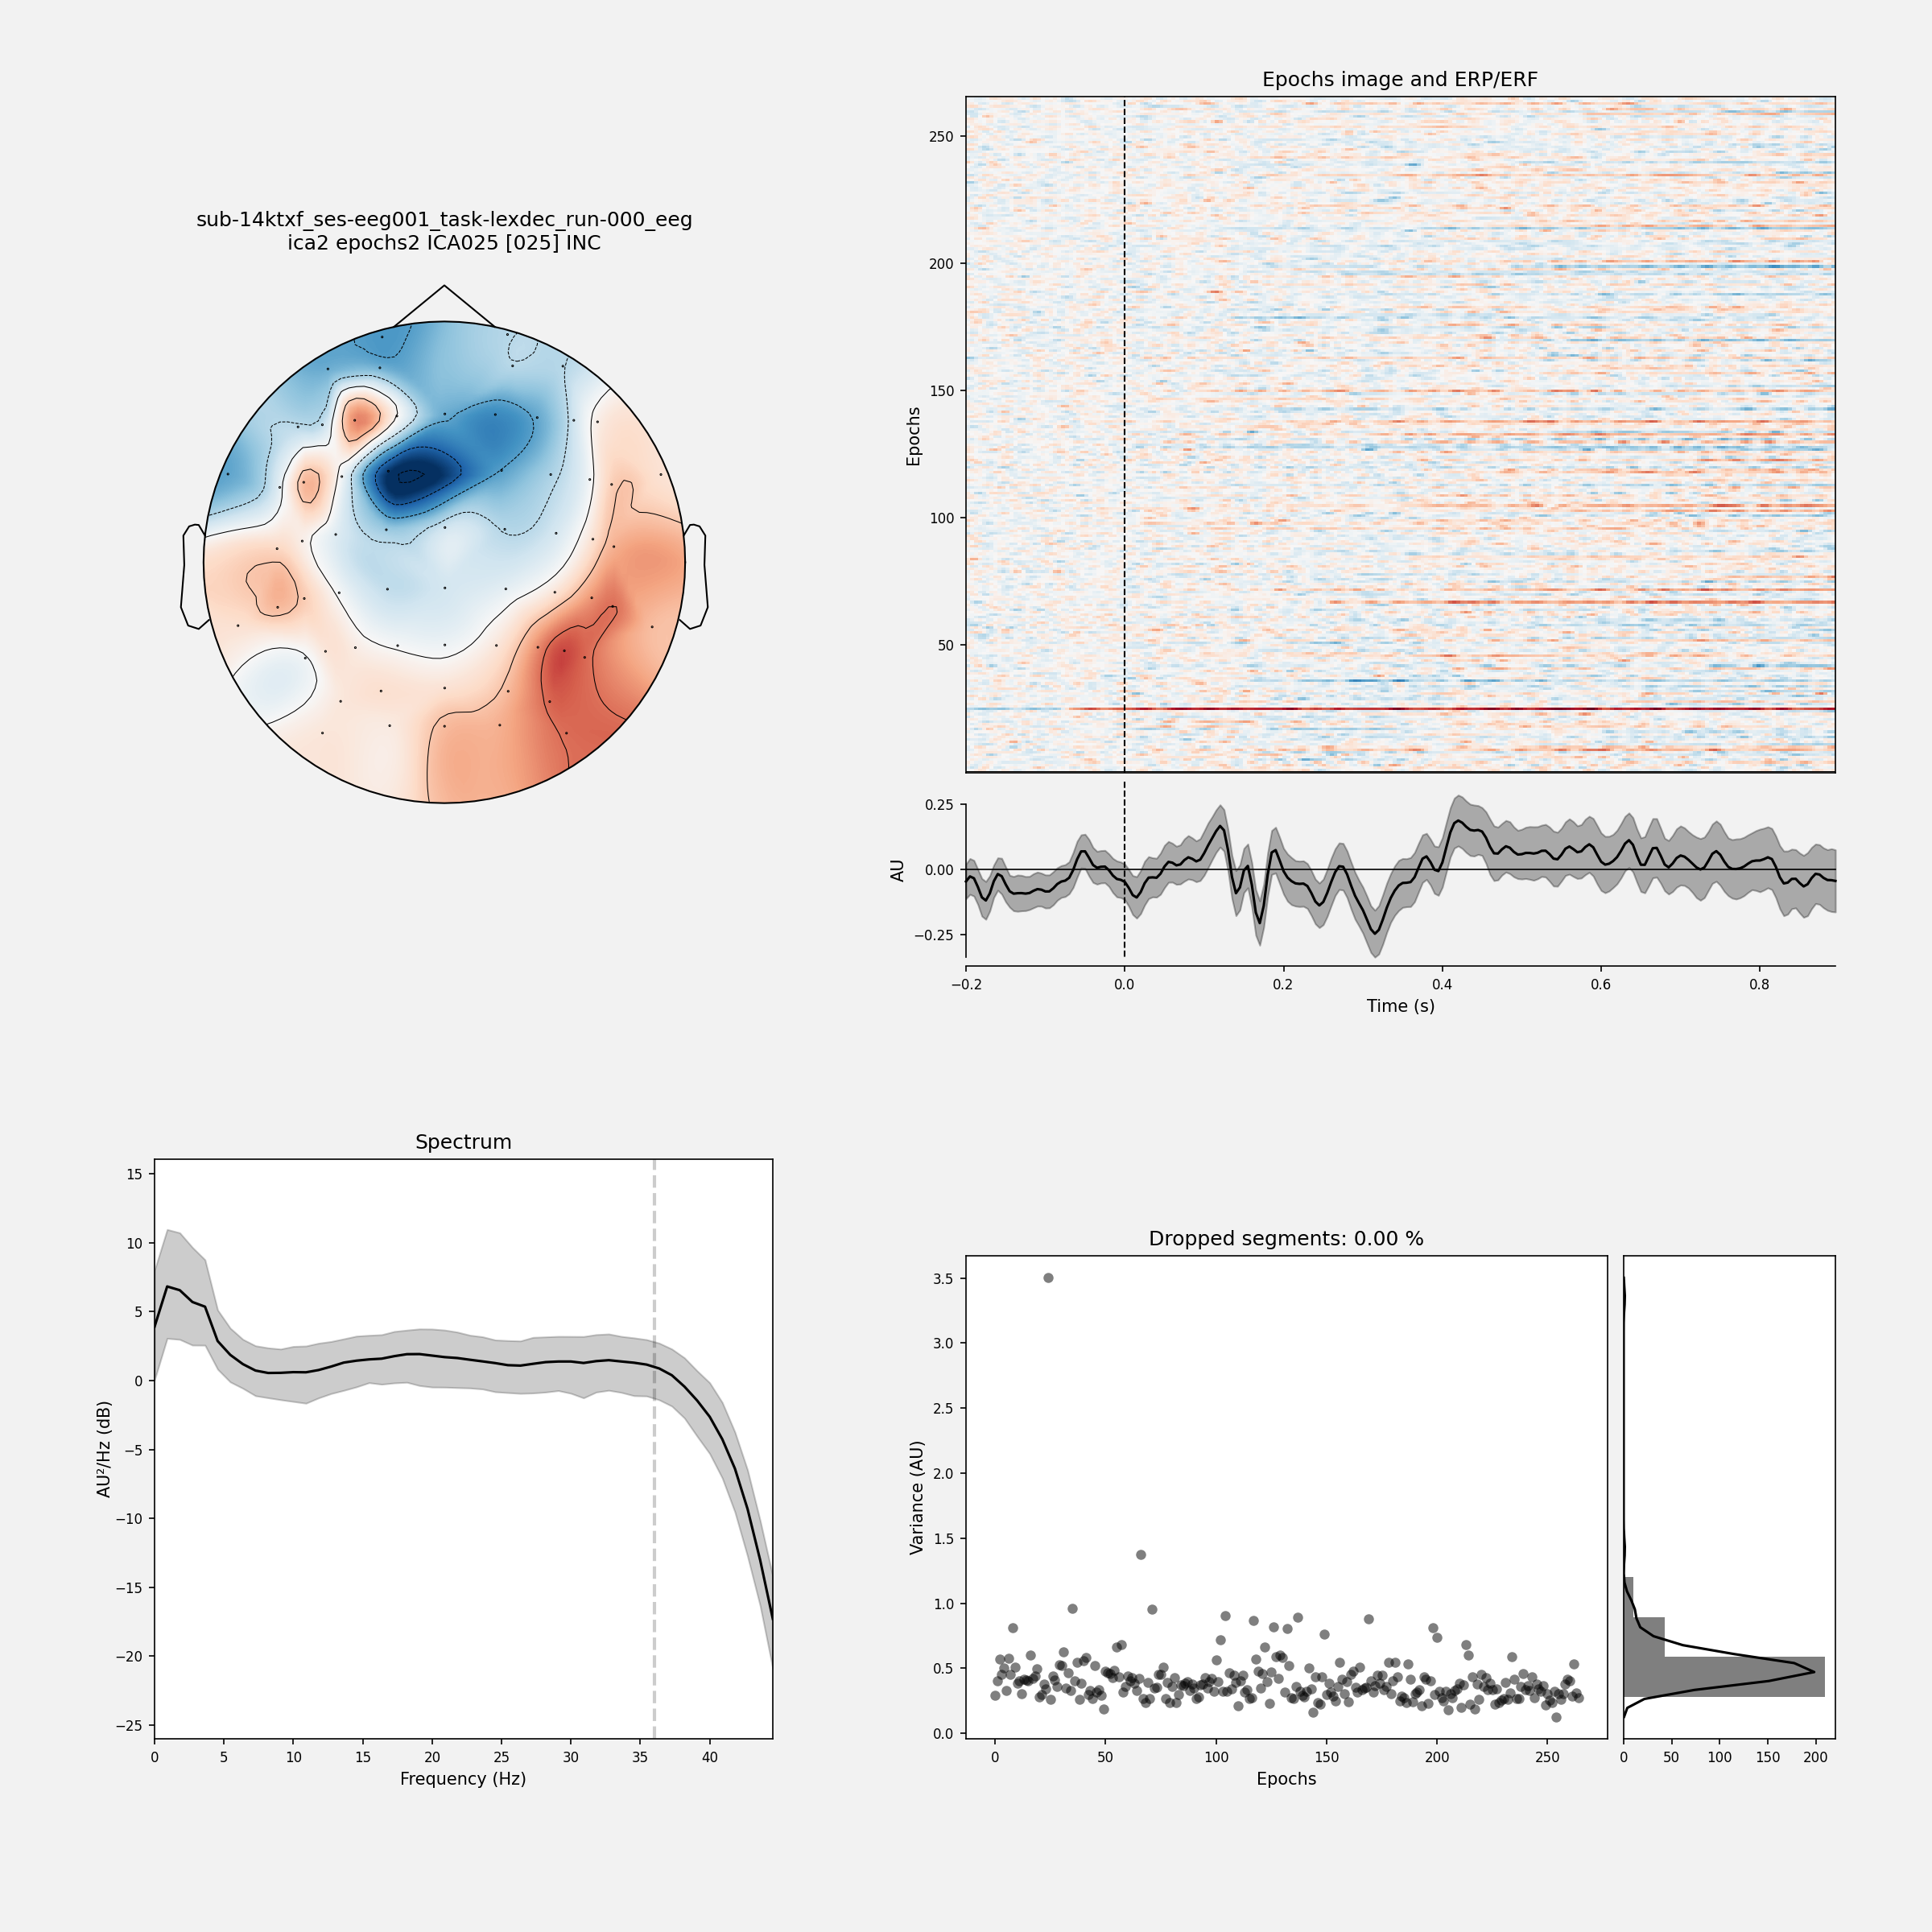 sub-14ktxf_ses-eeg001_task-lexdec_run-000_eeg
ica2 epochs2 ICA025 [025] INC
Epochs image and ERP/ERF
250
200
150
100
50
Epochs
0.25
0.00
−0.25
AU
−0.2 0.0 0.2 0.4 0.6 0.8
Time (s)
Spectrum
15
10
5
0
−5
−10
−15
−20
−25
AU²/Hz (dB)
0 5 10 15 20 25 30 35 40
Frequency (Hz)
Dropped segments: 0.00 %
3.5
3.0
2.5
2.0
1.5
1.0
0.5
0.0
Variance (AU)
0 50 100 150 200 250
Epochs
0 50 100 150 200